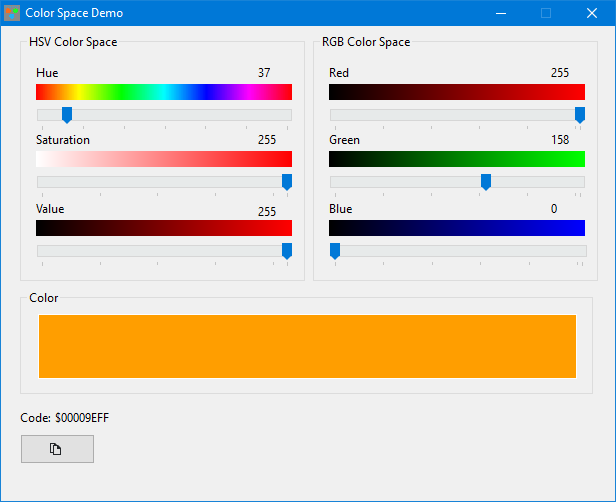 Color Space Demo
HSV Color Space
Hue 37
Saturation 255
Value 255
RGB Color Space
Red 255
Green 158
Blue 0
Color
Code: $00009EFF